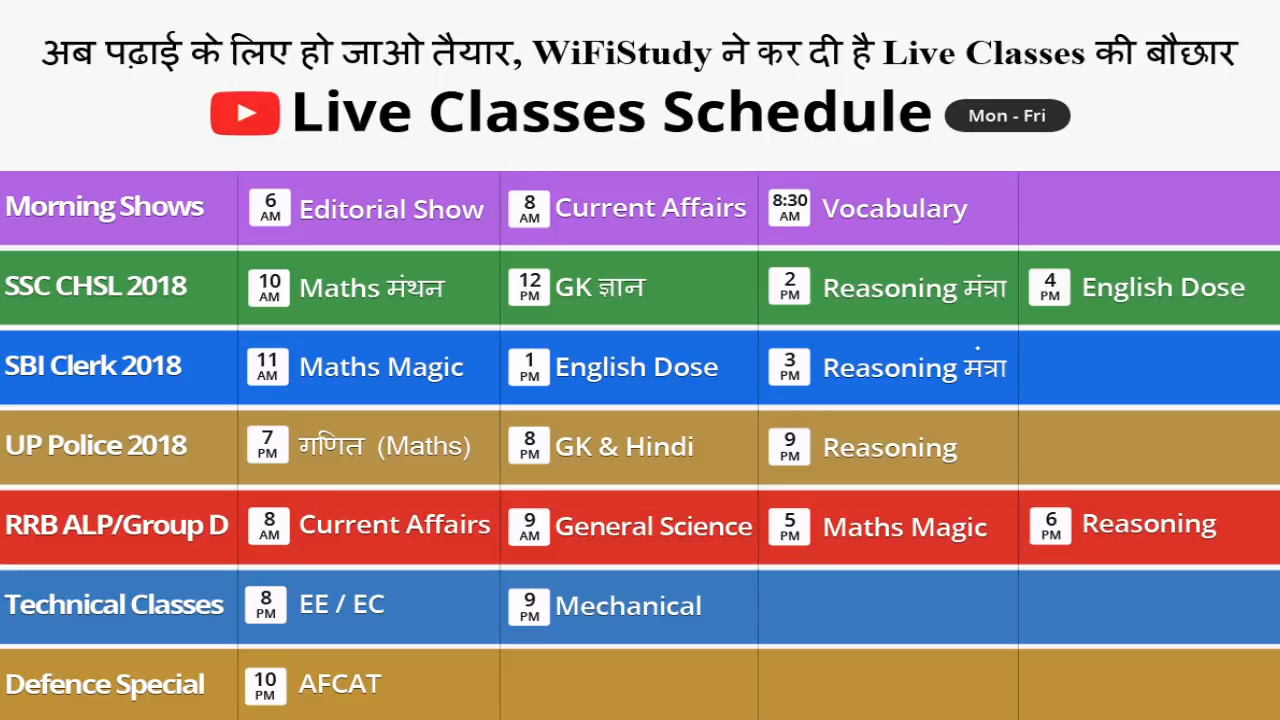 अब पढ़ाई के लिए हो जाओ तैयार, WiFiStudy ने कर दी है Live Classes की बौछार
Live Classes Schedule Mon - Fri
Morning Shows 6 AM Editorial Show 8 AM Current Affairs 8:30 AM Vocabulary
SSC CHSL 2018 10 AM Maths मंथन 12 PM GK ज्ञान 2 PM Reasoning मंत्रा 4 PM English Dose
SBI Clerk 2018 11 AM Maths Magic 1 PM English Dose 3 PM Reasoning मंत्रा
UP Police 2018 7 PM गणित (Maths) 8 PM GK & Hindi 9 PM Reasoning
RRB ALP/Group D 8 AM Current Affairs 9 AM General Science 5 PM Maths Magic 6 PM Reasoning
Technical Classes 8 PM EE / EC 9 PM Mechanical
Defence Special 10 PM AFCAT